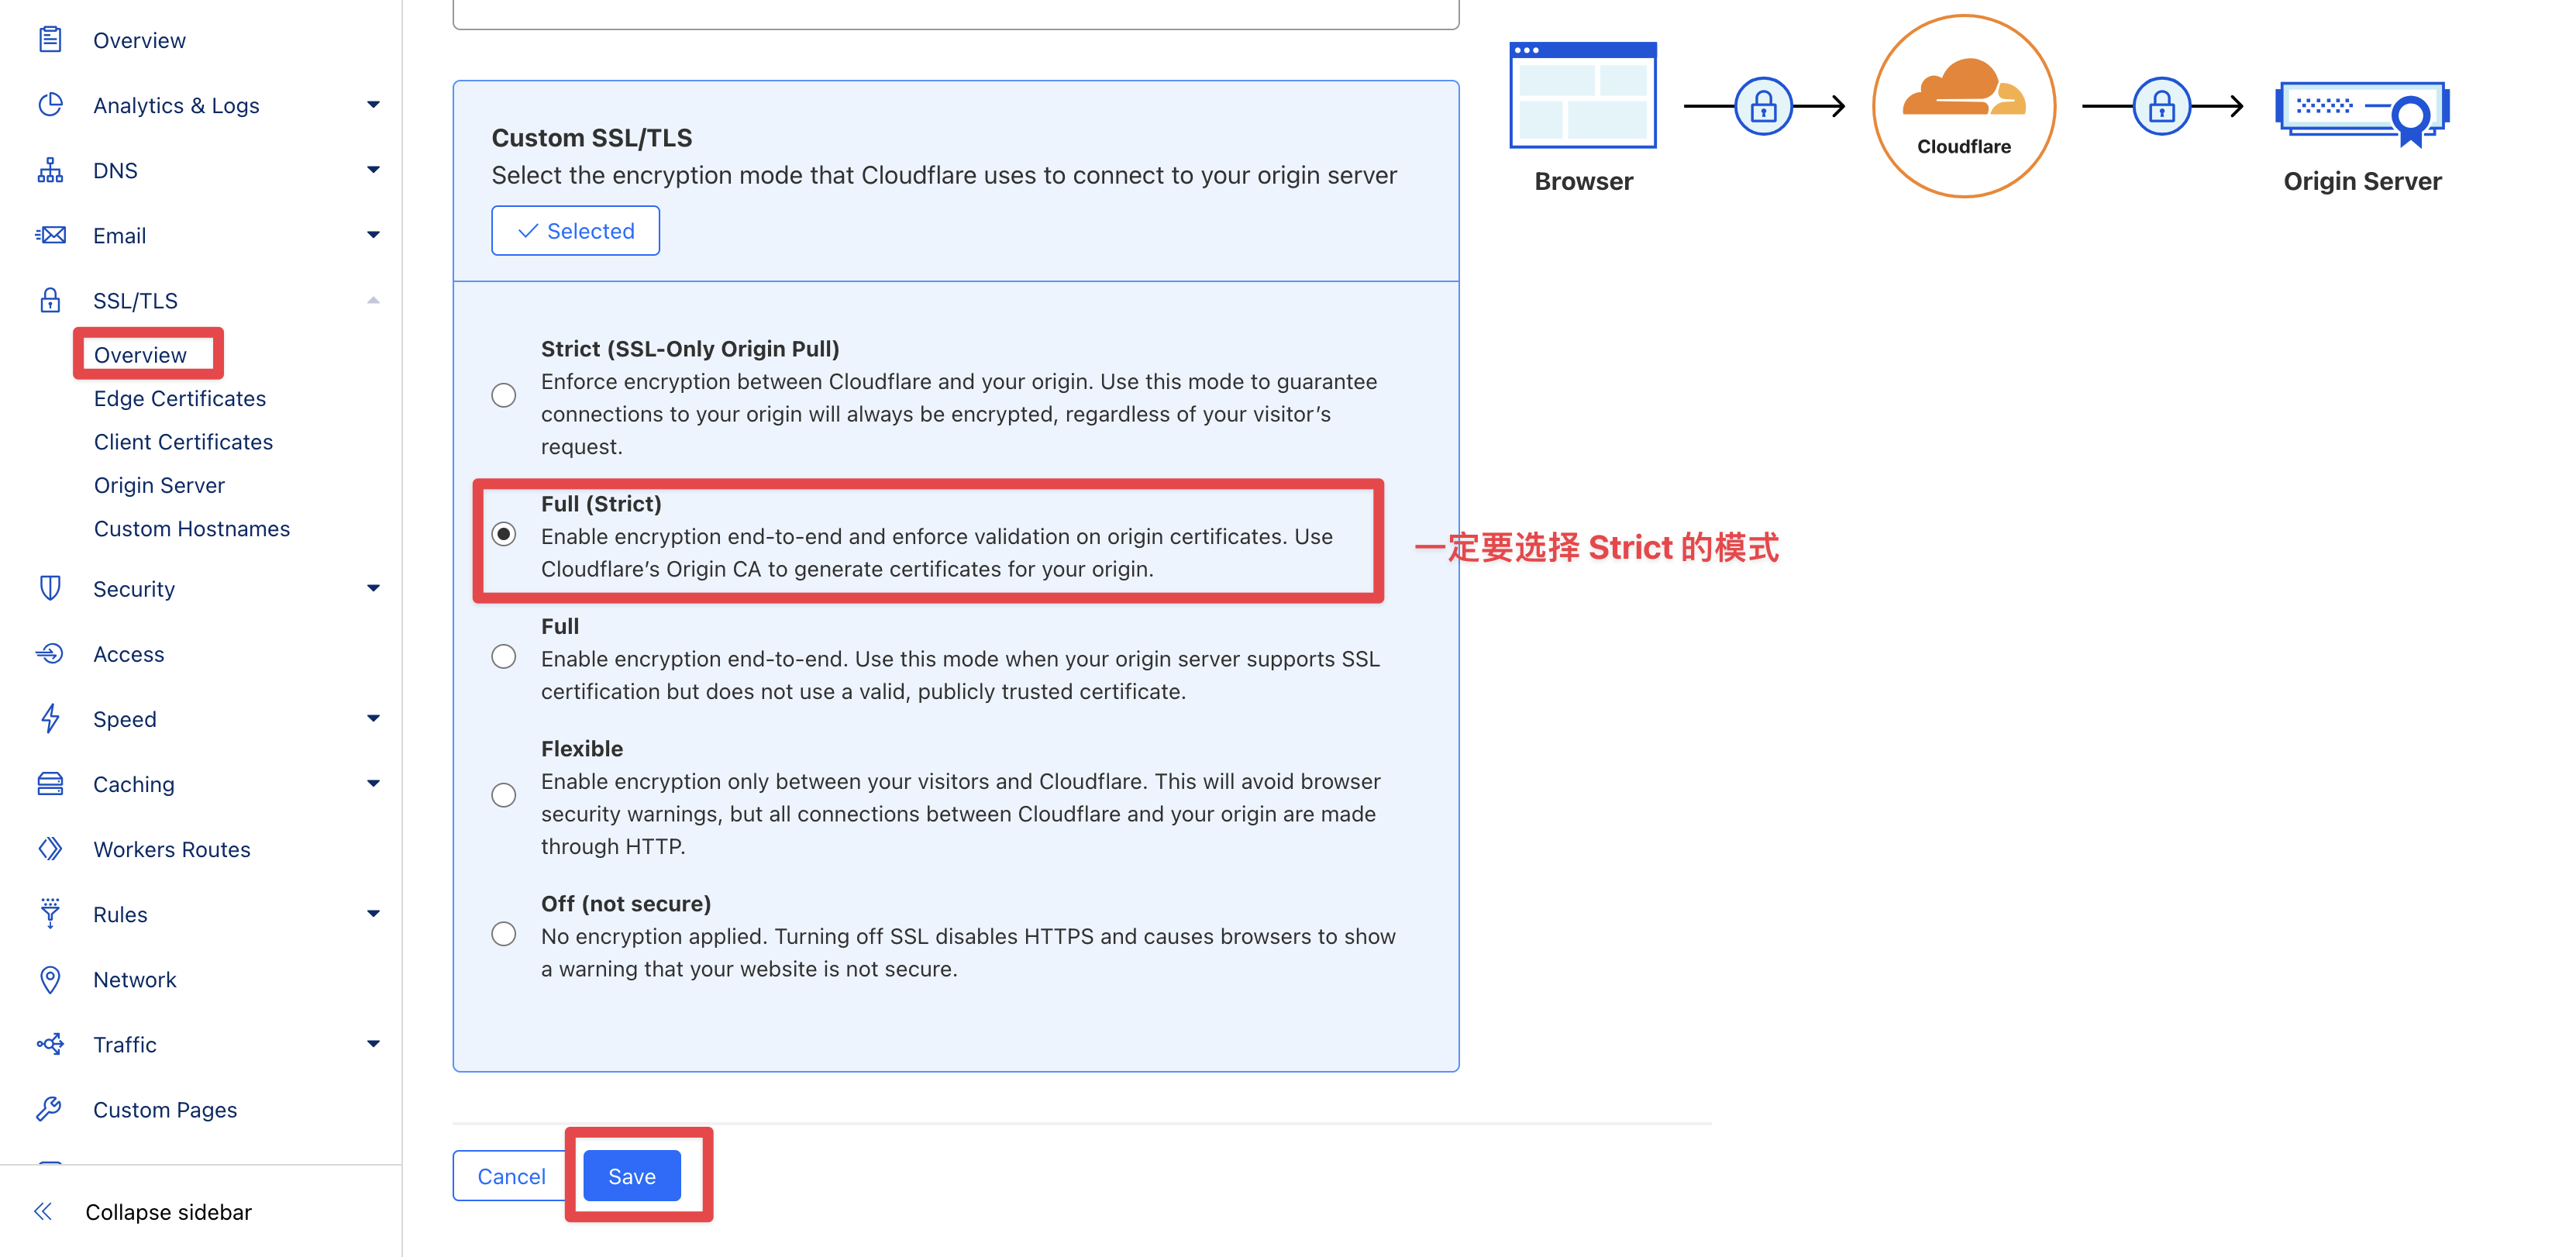 Overview
Analytics & Logs
DNS
Email
SSL/TLS
Overview
Edge Certificates
Client Certificates
Origin Server
Custom Hostnames
Security
Access
Speed
Caching
Workers Routes
Rules
Network
Traffic
Custom Pages
Collapse sidebar
Custom SSL/TLS
Select the encryption mode that Cloudflare uses to connect to your origin server
Selected
Strict (SSL-Only Origin Pull)
Enforce encryption between Cloudflare and your origin. Use this mode to guarantee
connections to your origin will always be encrypted, regardless of your visitor’s
request.
Full (Strict)
Enable encryption end-to-end and enforce validation on origin certificates. Use
Cloudflare’s Origin CA to generate certificates for your origin.
一定要选择 Strict 的模式
Full
Enable encryption end-to-end. Use this mode when your origin server supports SSL
certification but does not use a valid, publicly trusted certificate.
Flexible
Enable encryption only between your visitors and Cloudflare. This will avoid browser
security warnings, but all connections between Cloudflare and your origin are made
through HTTP.
Off (not secure)
No encryption applied. Turning off SSL disables HTTPS and causes browsers to show
a warning that your website is not secure.
Cancel
Save
Browser
Cloudflare
Origin Server